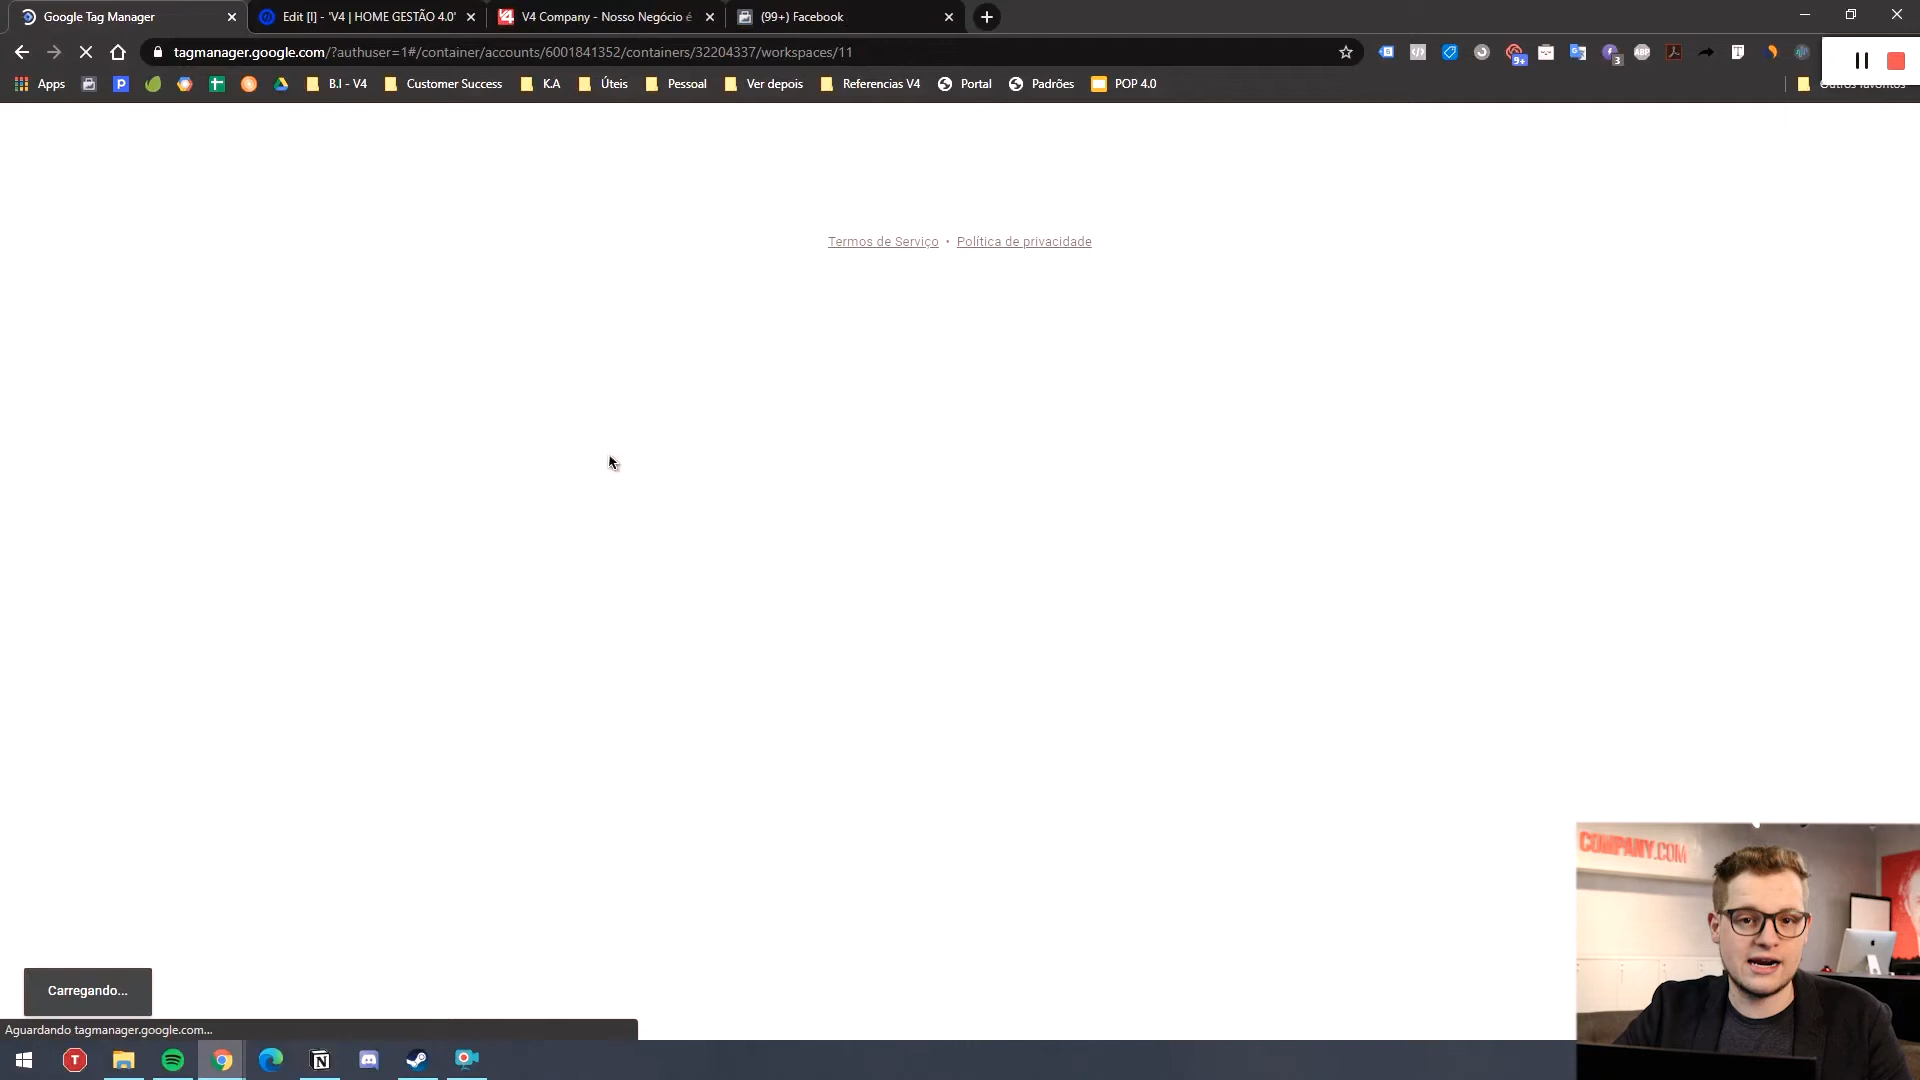 Google Tag Manager
Edit [I] - 'V4 | HOME GESTÃO 4.0'
V4 Company - Nosso Negócio é
(99+) Facebook
tagmanager.google.com/?authuser=1#/container/accounts/6001841352/containers/32204337/workspaces/11
Apps
B.I - V4
Customer Success
K.A
Úteis
Pessoal
Ver depois
Referencias V4
Portal
Padrões
POP 4.0
Outros favoritos
Termos de Serviço • Política de privacidade
COMPANY.COM
Carregando...
Aguardando tagmanager.google.com...